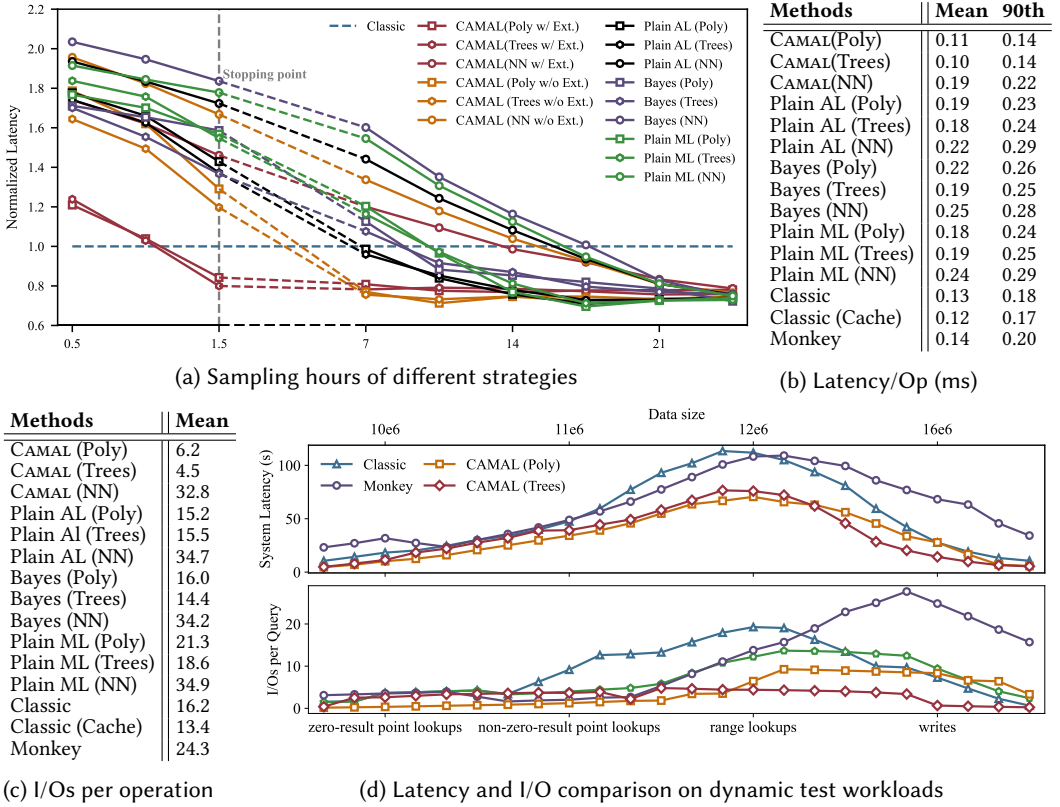 2.2
2.0
1.8
1.6
1.4
1.2
1.0
0.8
0.6
Normalized Latency
0.5
1.5
7
14
21
Stopping point
Classic
CAMAL(Poly w/ Ext.)
CAMAL(Trees w/ Ext.)
CAMAL(NN w/ Ext.)
CAMAL (Poly w/o Ext.)
CAMAL (Trees w/o Ext.)
CAMAL (NN w/o Ext.)
Plain AL (Poly)
Plain AL (Trees)
Plain AL (NN)
Bayes (Poly)
Bayes (Trees)
Bayes (NN)
Plain ML (Poly)
Plain ML (Trees)
Plain ML (NN)
(a) Sampling hours of different strategies
Methods Mean 90th
CAMAL(Poly) 0.11 0.14
CAMAL(Trees) 0.10 0.14
CAMAL(NN) 0.19 0.22
Plain AL (Poly) 0.19 0.23
Plain AL (Trees) 0.18 0.24
Plain AL (NN) 0.22 0.29
Bayes (Poly) 0.22 0.26
Bayes (Trees) 0.19 0.25
Bayes (NN) 0.25 0.28
Plain ML (Poly) 0.18 0.24
Plain ML (Trees) 0.19 0.25
Plain ML (NN) 0.24 0.29
Classic 0.13 0.18
Classic (Cache) 0.12 0.17
Monkey 0.14 0.20
(b) Latency/Op (ms)
Methods Mean
CAMAL (Poly) 6.2
CAMAL (Trees) 4.5
CAMAL (NN) 32.8
Plain AL (Poly) 15.2
Plain Al (Trees) 15.5
Plain AL (NN) 34.7
Bayes (Poly) 16.0
Bayes (Trees) 14.4
Bayes (NN) 34.2
Plain ML (Poly) 21.3
Plain ML (Trees) 18.6
Plain ML (NN) 34.9
Classic 16.2
Classic (Cache) 13.4
Monkey 24.3
(c) I/Os per operation
Data size
10e6 11e6 12e6 16e6
System Latency (s)
100
50
0
Classic
Monkey
CAMAL (Poly)
CAMAL (Trees)
I/Os per Query
20
10
0
zero-result point lookups non-zero-result point lookups range lookups writes
(d) Latency and I/O comparison on dynamic test workloads